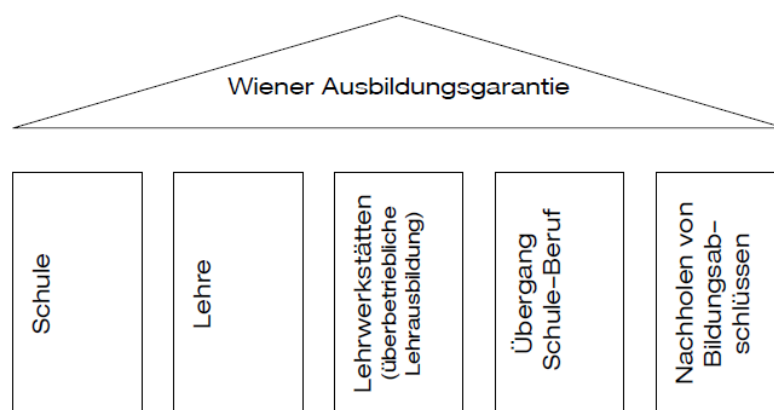 Wiener Ausbildungsgarantie
Schule
Lehre
Lehrwerkstätten
(überbetriebliche
Lehrausbildung)
Übergang
Schule-Beruf
Nachholen von
Bildungsab-
schlüssen